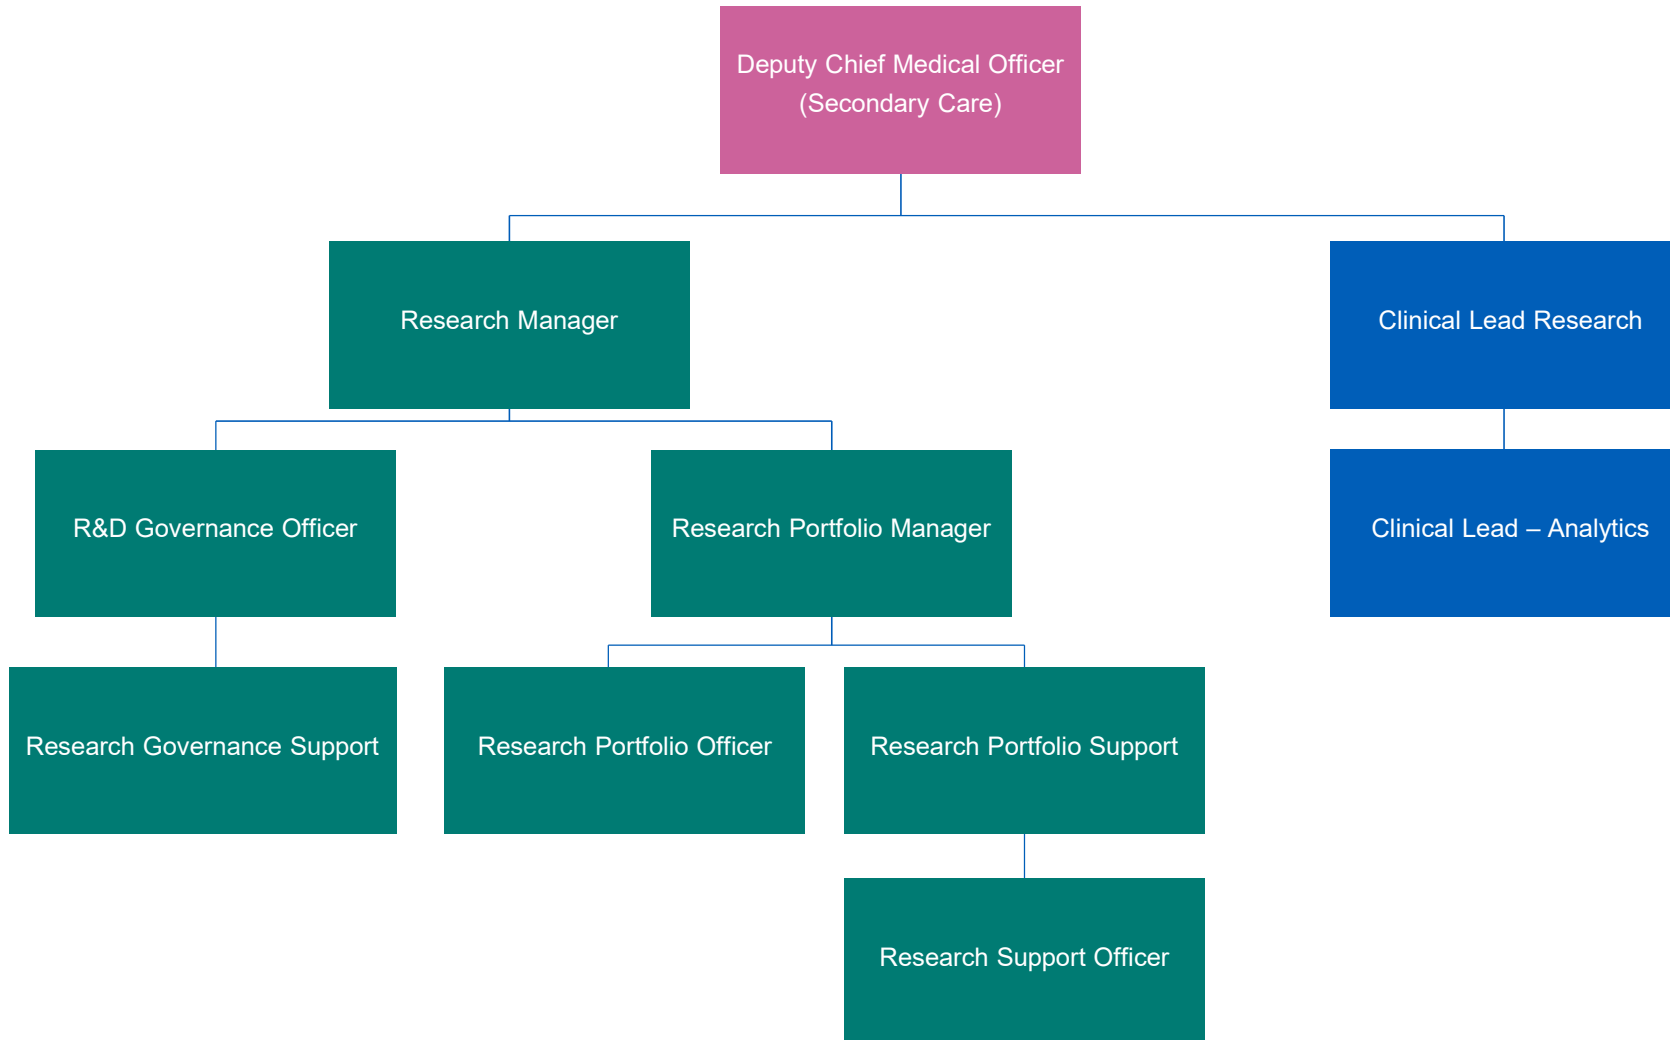 Deputy Chief Medical Officer
(Secondary Care)
Research Manager
Clinical Lead Research
R&D Governance Officer
Research Portfolio Manager
Clinical Lead – Analytics
Research Governance Support
Research Portfolio Officer
Research Portfolio Support
Research Support Officer